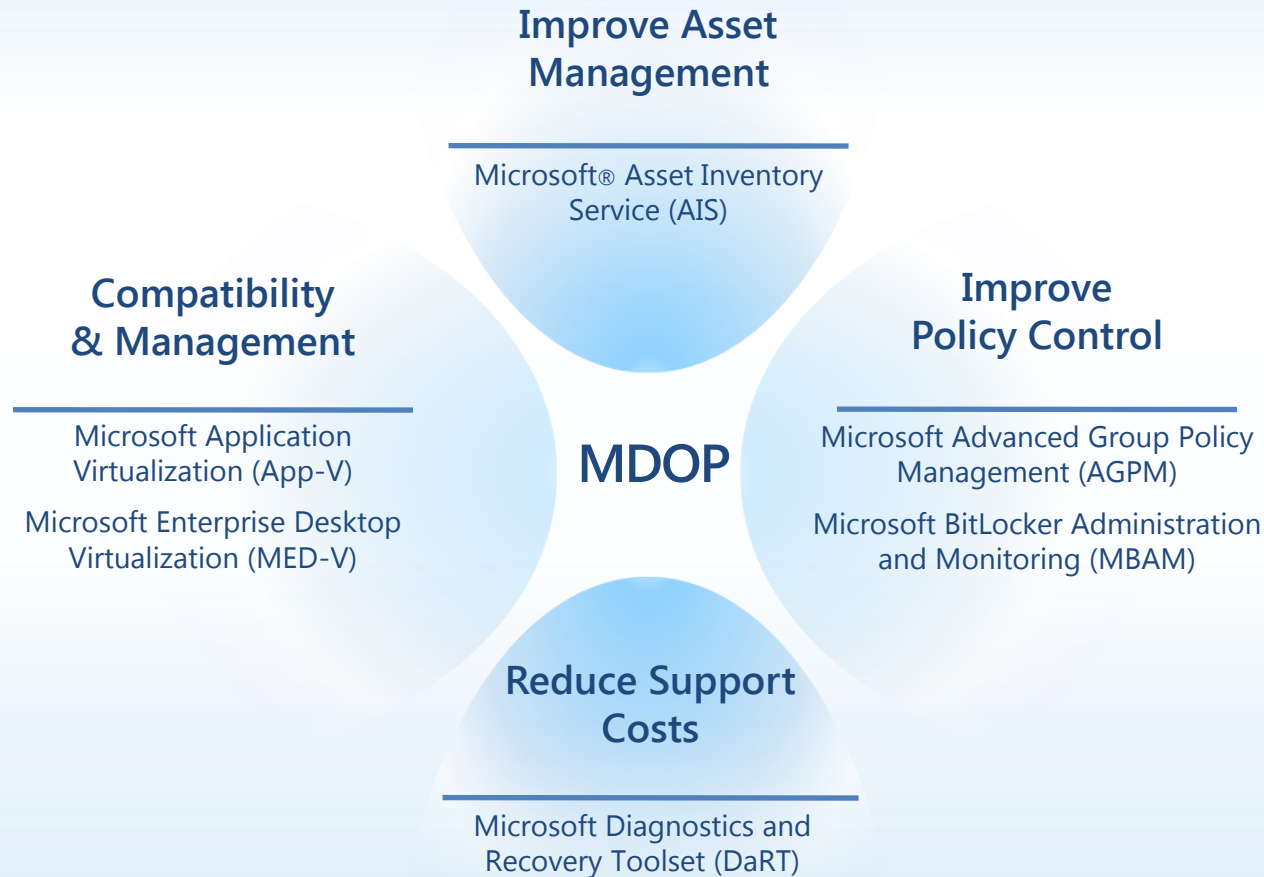 Improve Asset
Management
Microsoft® Asset Inventory
Service (AIS)
Compatibility
& Management
Microsoft Application
Virtualization (App-V)
Microsoft Enterprise Desktop
Virtualization (MED-V)
MDOP
Improve
Policy Control
Microsoft Advanced Group Policy
Management (AGPM)
Microsoft BitLocker Administration
and Monitoring (MBAM)
Reduce Support
Costs
Microsoft Diagnostics and
Recovery Toolset (DaRT)